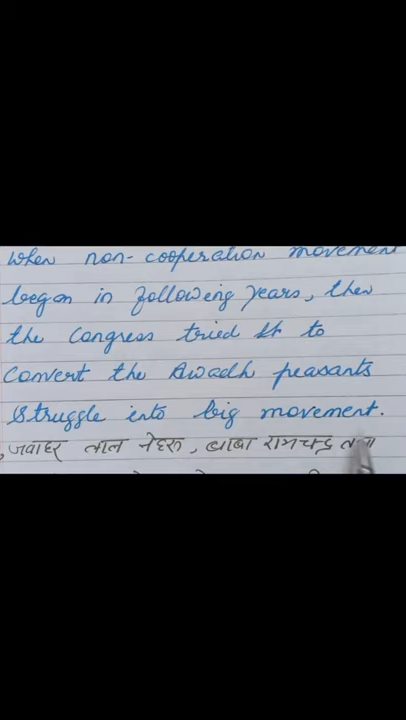 When non-cooperation movement
began in following years, then
the Congress tried to
convert the Awadh peasants
struggle into big movement.
जवाहर लाल नेहरू, बाबा रामचन्द्र